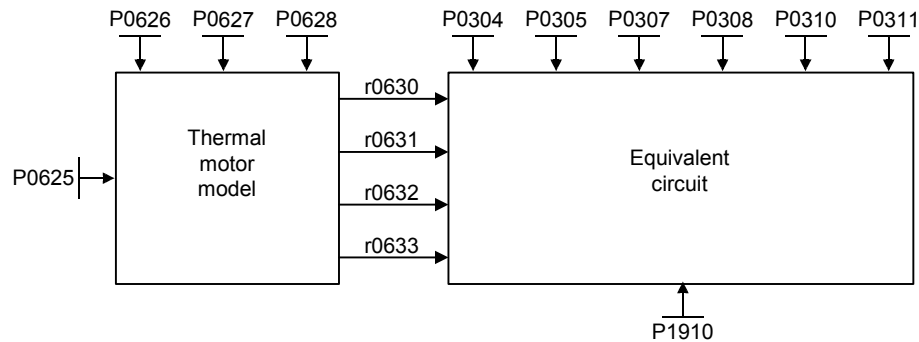 P0626 P0627 P0628 P0304 P0305 P0307 P0308 P0310 P0311
r0630
Thermal
motor
model
r0631
Equivalent
circuit
P0625
r0632
r0633
P1910